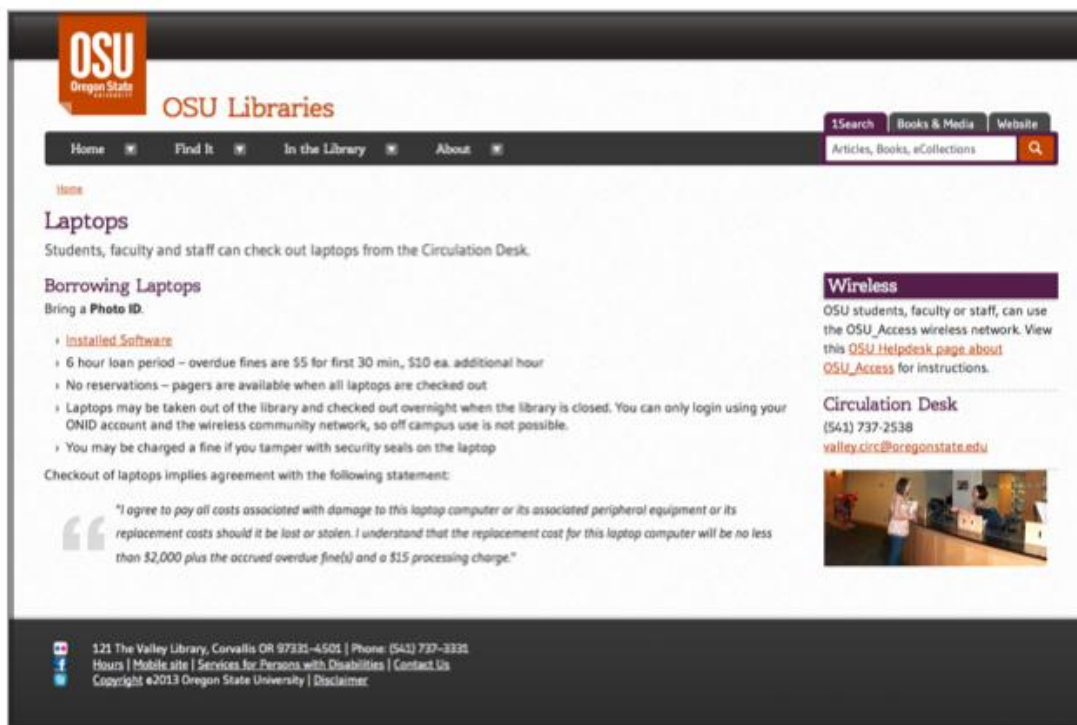 OSU
Oregon State
UNIVERSITY
OSU Libraries
1Search Books & Media Website
Home Find It In the Library About
Articles, Books, eCollections
Home
Laptops
Students, faculty and staff can check out laptops from the Circulation Desk.
Borrowing Laptops
Bring a Photo ID.
› Installed Software
› 6 hour loan period – overdue fines are $5 for first 30 min., $10 ea. additional hour
› No reservations – pagers are available when all laptops are checked out
› Laptops may be taken out of the library and checked out overnight when the library is closed. You can only login using your
ONID account and the wireless community network, so off campus use is not possible.
› You may be charged a fine if you tamper with security seals on the laptop
Checkout of laptops implies agreement with the following statement:
"I agree to pay all costs associated with damage to this laptop computer or its associated peripheral equipment or its
replacement costs should it be lost or stolen. I understand that the replacement cost for this laptop computer will be no less
than $2,000 plus the accrued overdue fine(s) and a $15 processing charge."
Wireless
OSU students, faculty or staff, can use
the OSU_Access wireless network. View
this OSU Helpdesk page about
OSU_Access for instructions.
Circulation Desk
(541) 737-2538
valley.circ@oregonstate.edu
121 The Valley Library, Corvallis OR 97331–4501 | Phone: (541) 737–3331
Hours | Mobile site | Services for Persons with Disabilities | Contact Us
Copyright ©2013 Oregon State University | Disclaimer